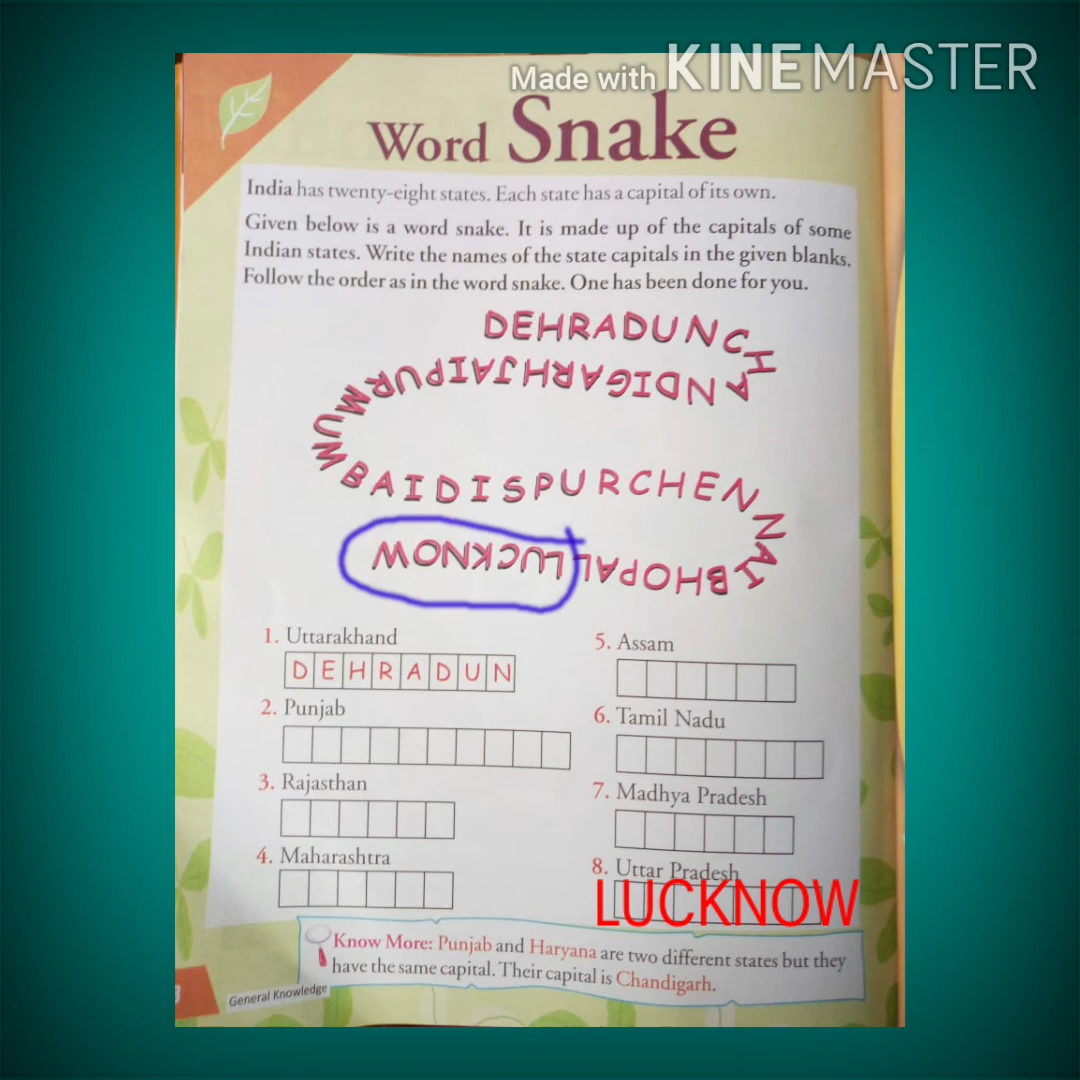 Made with KINEMASTER
Word Snake
India has twenty-eight states. Each state has a capital of its own.
Given below is a word snake. It is made up of the capitals of some
Indian states. Write the names of the state capitals in the given blanks.
Follow the order as in the word snake. One has been done for you.
DEHRADUNCH
ANDIGARHJAIPURM
UM
BAIDISPURCHENN
AI
BHOPALLUCKNOW
1. Uttarakhand
DEHRADUN
2. Punjab
3. Rajasthan
4. Maharashtra
5. Assam
6. Tamil Nadu
7. Madhya Pradesh
8. Uttar Pradesh
LUCKNOW
Know More: Punjab and Haryana are two different states but they
have the same capital. Their capital is Chandigarh.
General Knowledge